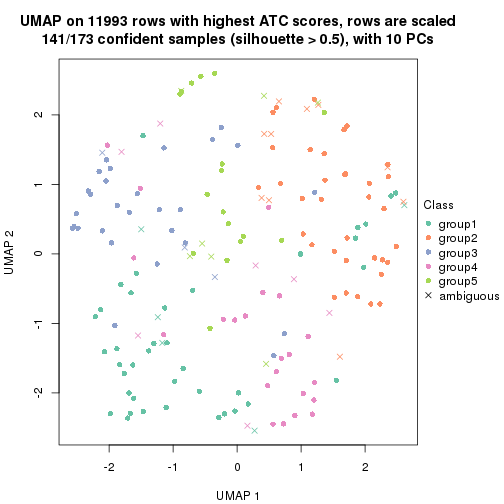 UMAP on 11993 rows with highest ATC scores, rows are scaled
141/173 confident samples (silhouette > 0.5), with 10 PCs
2
1
0
-1
-2
UMAP 2
-2
-1
0
1
2
UMAP 1
Class
group1
group2
group3
group4
group5
ambiguous